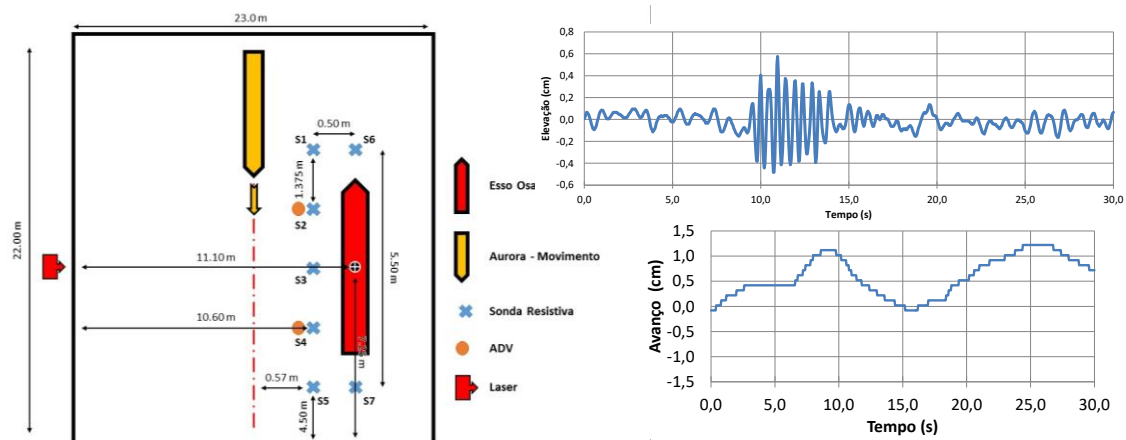 23.0 m
22.00 m
0.50 m
S1
S6
1.375 m
S2
11.10 m
S3
5.50 m
10.60 m
S4
0.57 m
S5
S7
4.50 m
Esso Osa
Aurora - Movimento
Sonda Resistiva
ADV
Laser
Elevação (cm)
0,8
0,6
0,4
0,2
0,0
-0,2
-0,4
-0,6
0,0 5,0 10,0 15,0 20,0 25,0 30,0
Tempo (s)
Avanço (cm)
1,5
1,0
0,5
0,0
-0,5
-1,0
-1,5
0,0 5,0 10,0 15,0 20,0 25,0 30,0
Tempo (s)